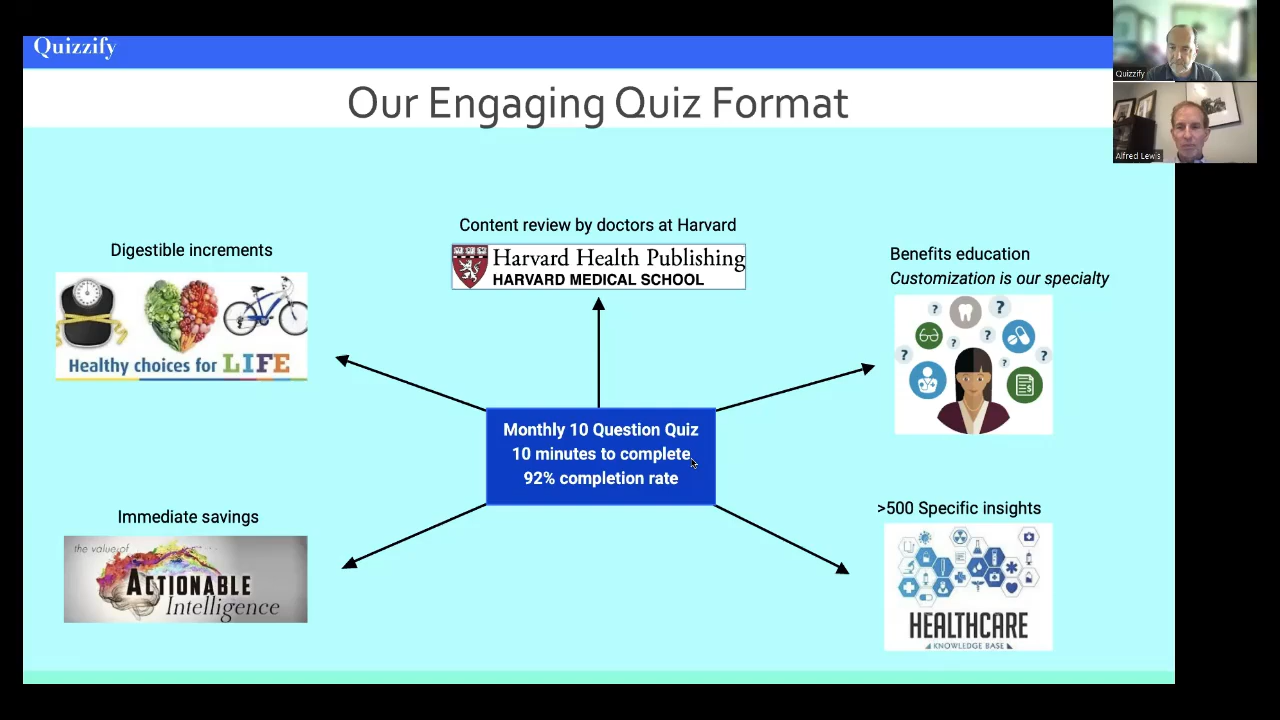 Quizzify
Our Engaging Quiz Format
Quizzify
Alfred Lewis
Content review by doctors at Harvard
Harvard Health Publishing
HARVARD MEDICAL SCHOOL
Digestible increments
Healthy choices for LIFE
Benefits education
Customization is our specialty
? ? ? ? ? ? ? ?
Monthly 10 Question Quiz
10 minutes to complete
92% completion rate
Immediate savings
the value of
ACTIONABLE
Intelligence
>500 Specific insights
HEALTHCARE
KNOWLEDGE BASE